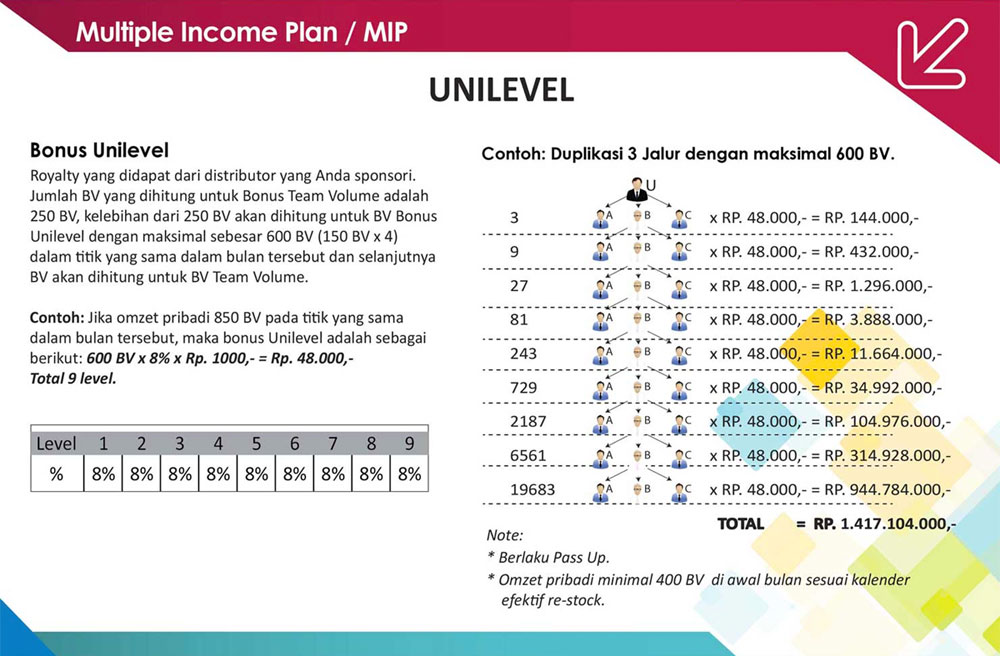 Multiple Income Plan / MIP
UNILEVEL
Bonus Unilevel
Royalty yang didapat dari distributor yang Anda sponsori.
Jumlah BV yang dihitung untuk Bonus Team Volume adalah
250 BV, kelebihan dari 250 BV akan dihitung untuk BV Bonus
Unilevel dengan maksimal sebesar 600 BV (150 BV x 4)
dalam titik yang sama dalam bulan tersebut dan selanjutnya
BV akan dihitung untuk BV Team Volume.
Contoh: Jika omzet pribadi 850 BV pada titik yang sama
dalam bulan tersebut, maka bonus Unilevel adalah sebagai
berikut: 600 BV x 8% x Rp. 1000,- = Rp. 48.000,-
Total 9 level.
Level 1 2 3 4 5 6 7 8 9
% 8% 8% 8% 8% 8% 8% 8% 8% 8%
Contoh: Duplikasi 3 Jalur dengan maksimal 600 BV.
U
3 A B C x RP. 48.000,- = RP. 144.000,-
9 A B C x RP. 48.000,- = RP. 432.000,-
27 A B C x RP. 48.000,- = RP. 1.296.000,-
81 A B C x RP. 48.000,- = RP. 3.888.000,-
243 A B C x RP. 48.000,- = RP. 11.664.000,-
729 A B C x RP. 48.000,- = RP. 34.992.000,-
2187 A B C x RP. 48.000,- = RP. 104.976.000,-
6561 A B C x RP. 48.000,- = RP. 314.928.000,-
19683 A B C x RP. 48.000,- = RP. 944.784.000,-
TOTAL = RP. 1.417.104.000,-
Note:
* Berlaku Pass Up.
* Omzet pribadi minimal 400 BV di awal bulan sesuai kalender
efektif re-stock.